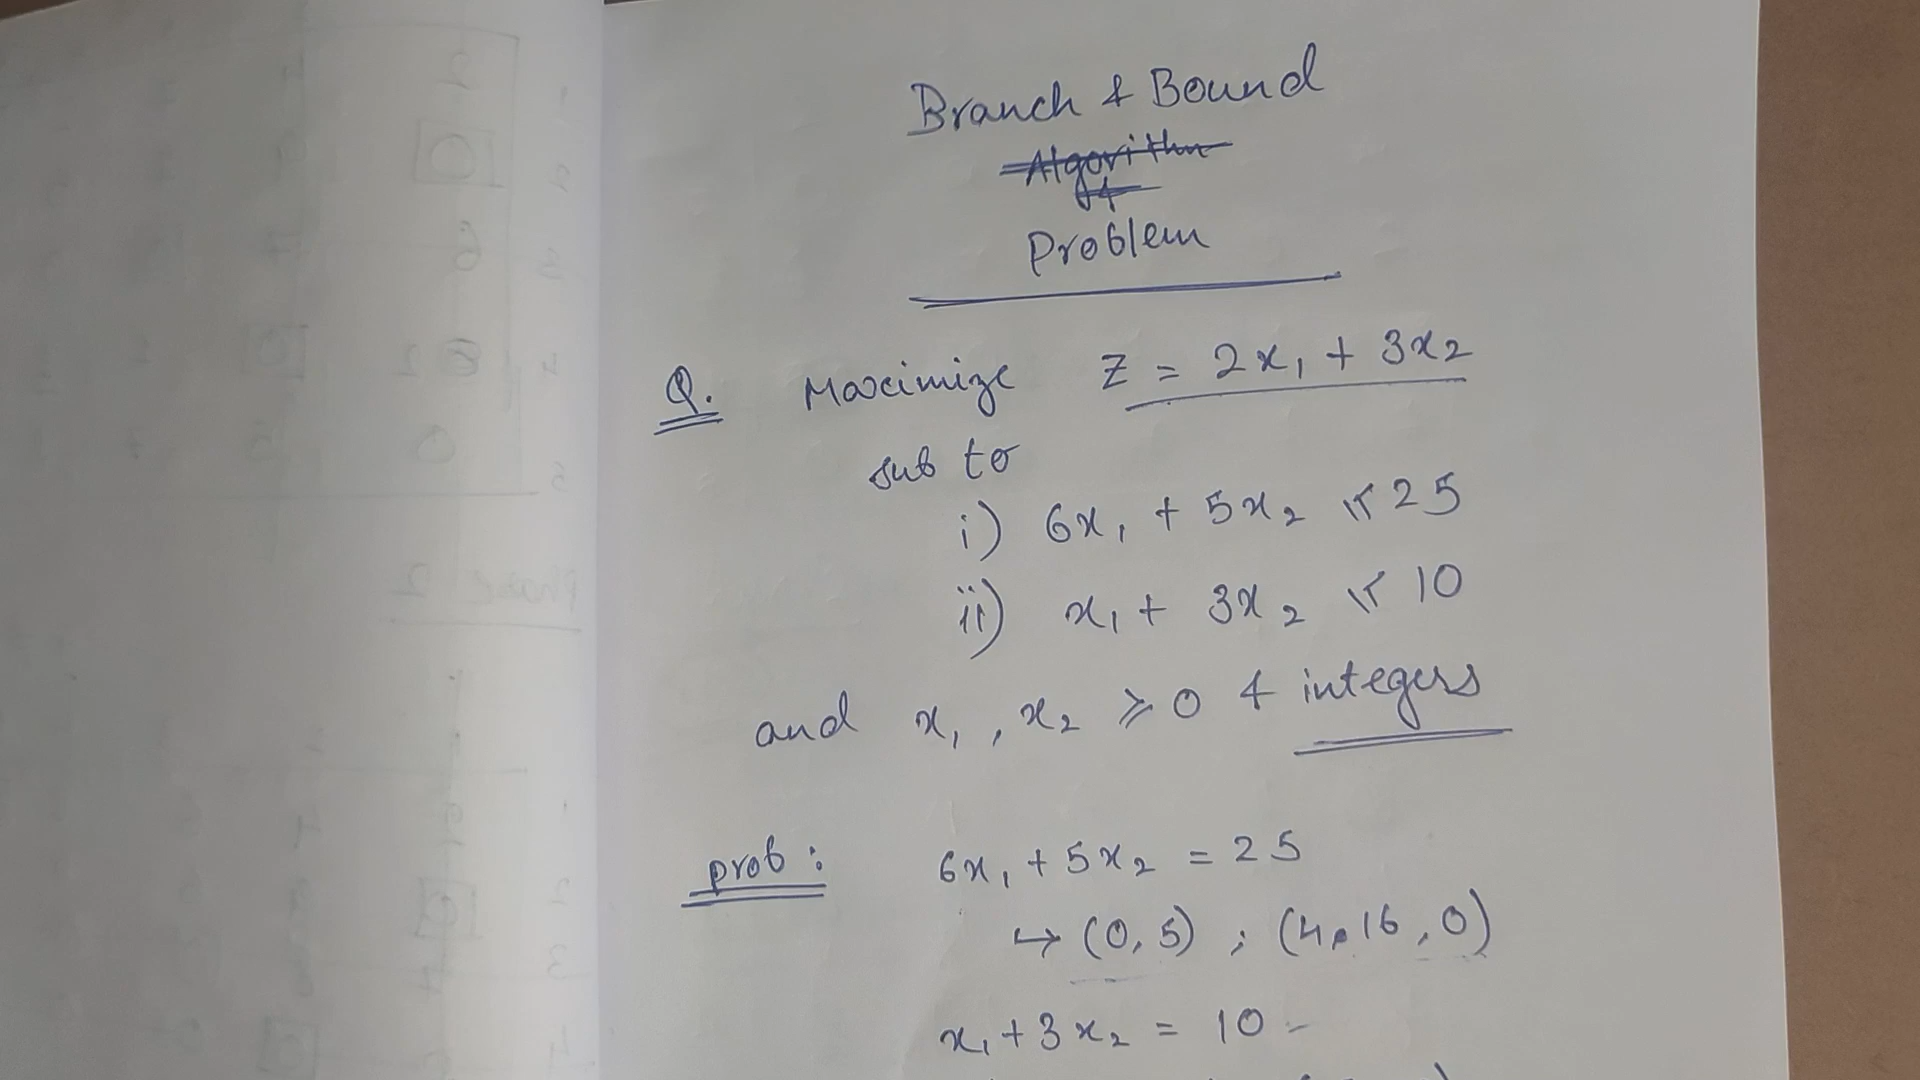 Branch & Bound
Algorithm
Problem
Q. Maximize Z = 2x₁ + 3x₂
sub to
i) 6x₁ + 5x₂ ≤ 25
ii) x₁ + 3x₂ ≤ 10
and x₁, x₂ ≥ 0 & integers
prob : 6x₁ + 5x₂ = 25
↳ (0, 5) ; (4.16, 0)
x₁ + 3x₂ = 10